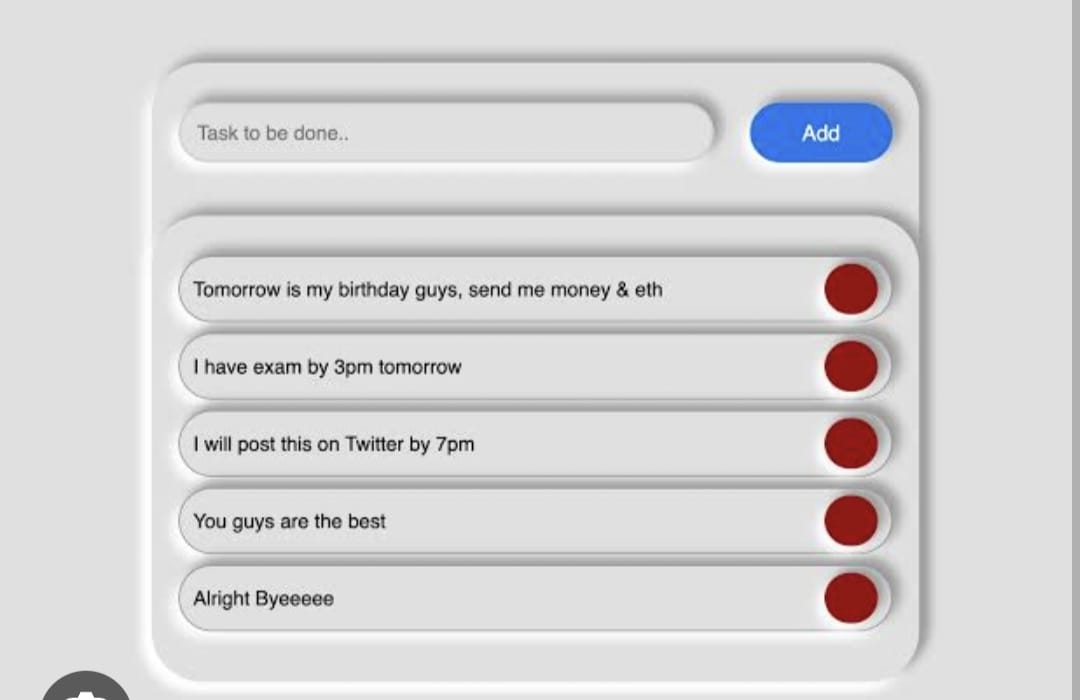 Task to be done..
Add
Tomorrow is my birthday guys, send me money & eth
I have exam by 3pm tomorrow
I will post this on Twitter by 7pm
You guys are the best
Alright Byeeeee